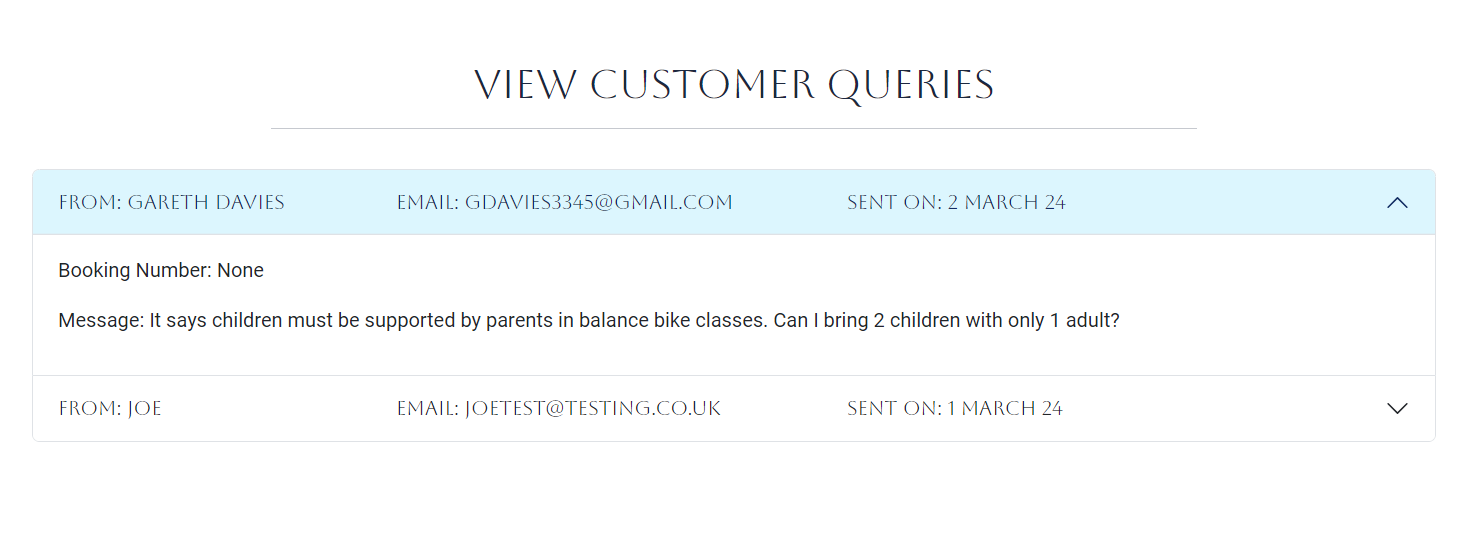 VIEW CUSTOMER QUERIES
FROM: GARETH DAVIES EMAIL: GDAVIES3345@GMAIL.COM SENT ON: 2 MARCH 24
Booking Number: None
Message: It says children must be supported by parents in balance bike classes. Can I bring 2 children with only 1 adult?
FROM: JOE EMAIL: JOETEST@TESTING.CO.UK SENT ON: 1 MARCH 24